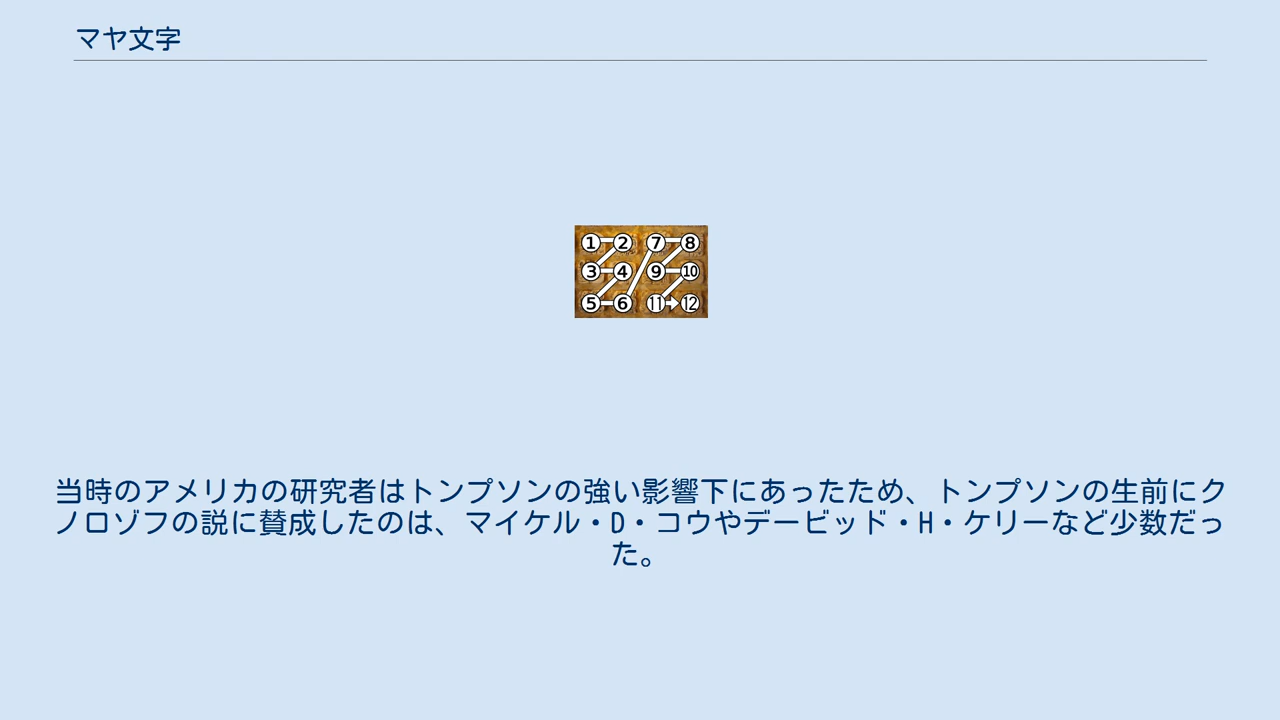 マヤ文字
1 2 7 8
3 4 9 10
5 6 11 12
当時のアメリカの研究者はトンプソンの強い影響下にあったため、トンプソンの生前にク
ノロゾフの説に賛成したのは、マイケル・D・コウやデービッド・H・ケリーなど少数だっ
た。